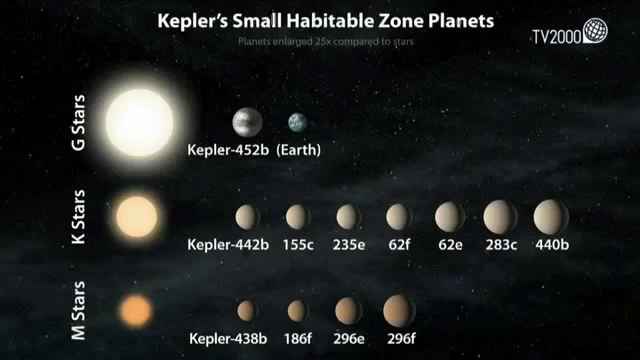 Kepler's Small Habitable Zone Planets
Planets enlarged 25x compared to stars
TV2000
G Stars
Kepler-452b (Earth)
K Stars
Kepler-442b 155c 235e 62f 62e 283c 440b
M Stars
Kepler-438b 186f 296e 296f